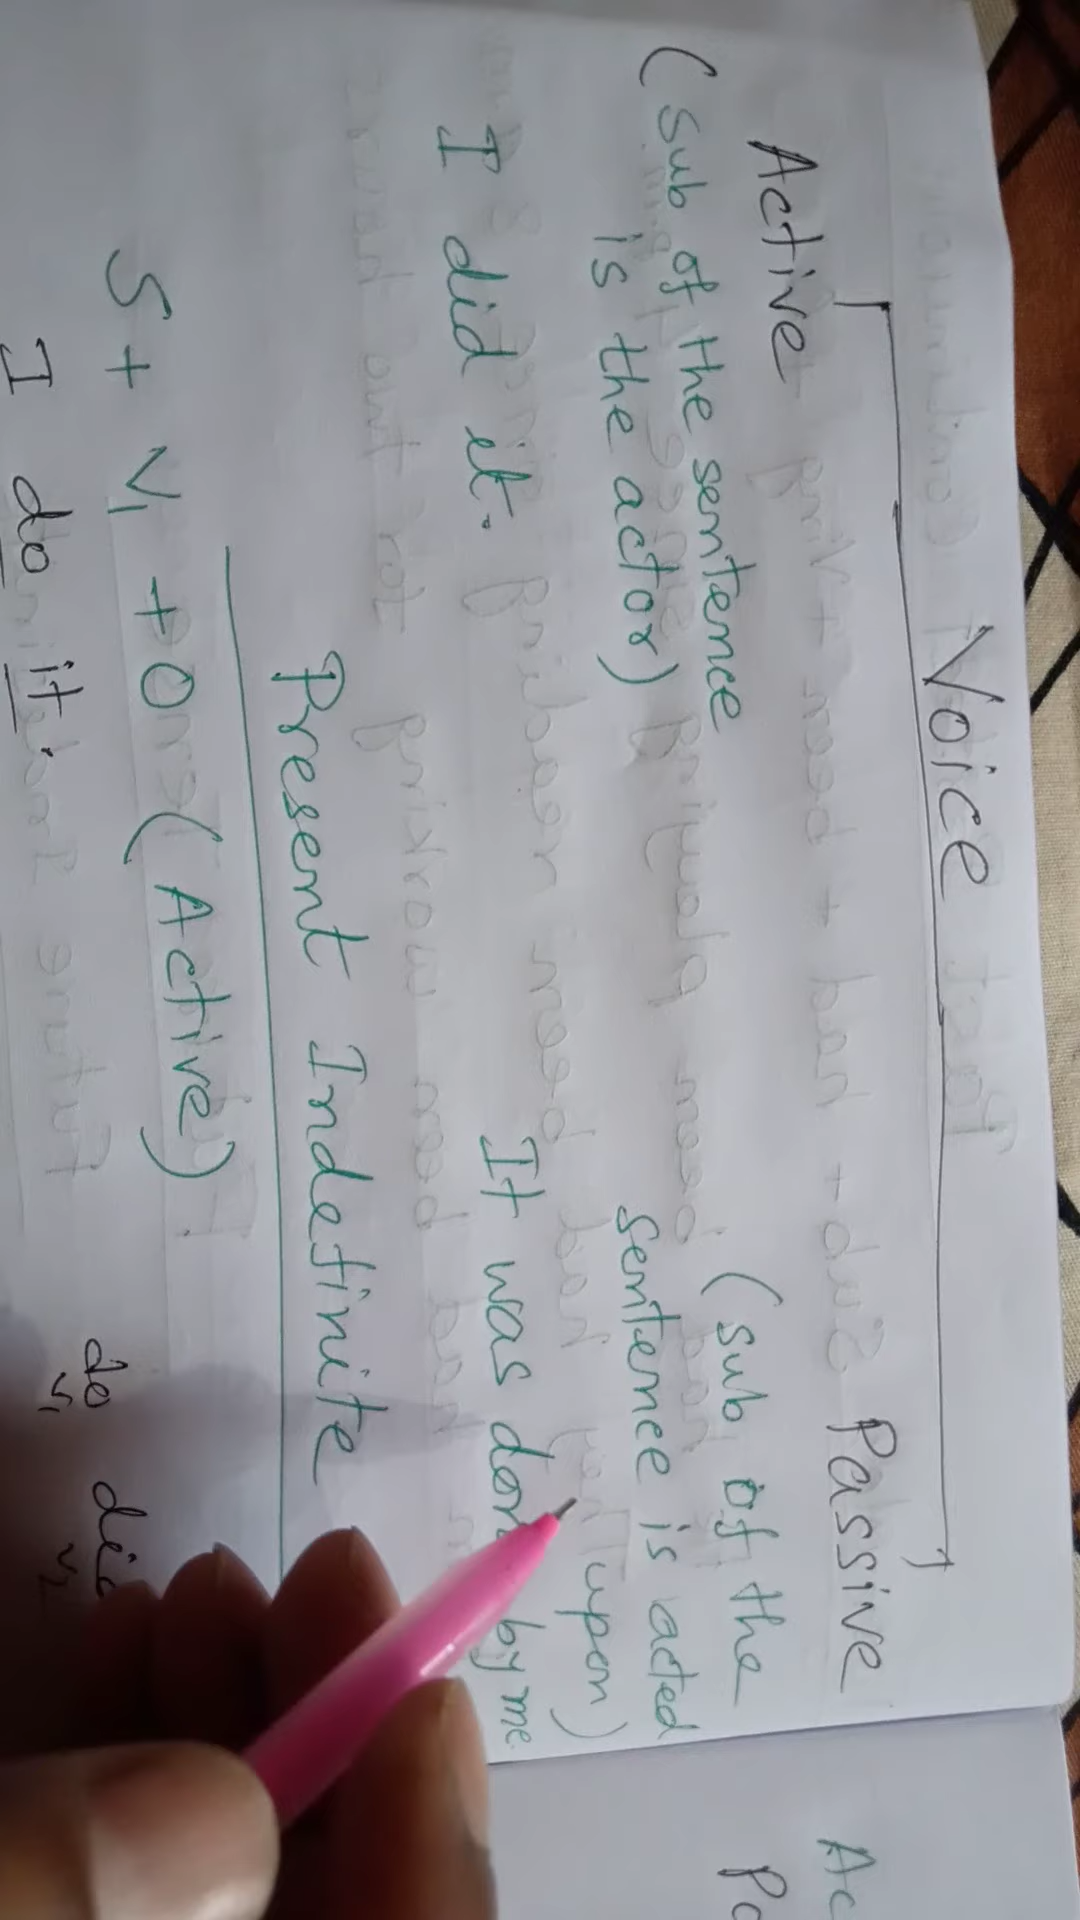 Voice
Active Passive
(Sub of the sentence
is the actor)
(Sub of the
sentence is acted
upon)
I did it. It was by me.
Present Indefinite
S + V1 + O (Active)
I do it.
do
V1 V2
Ac